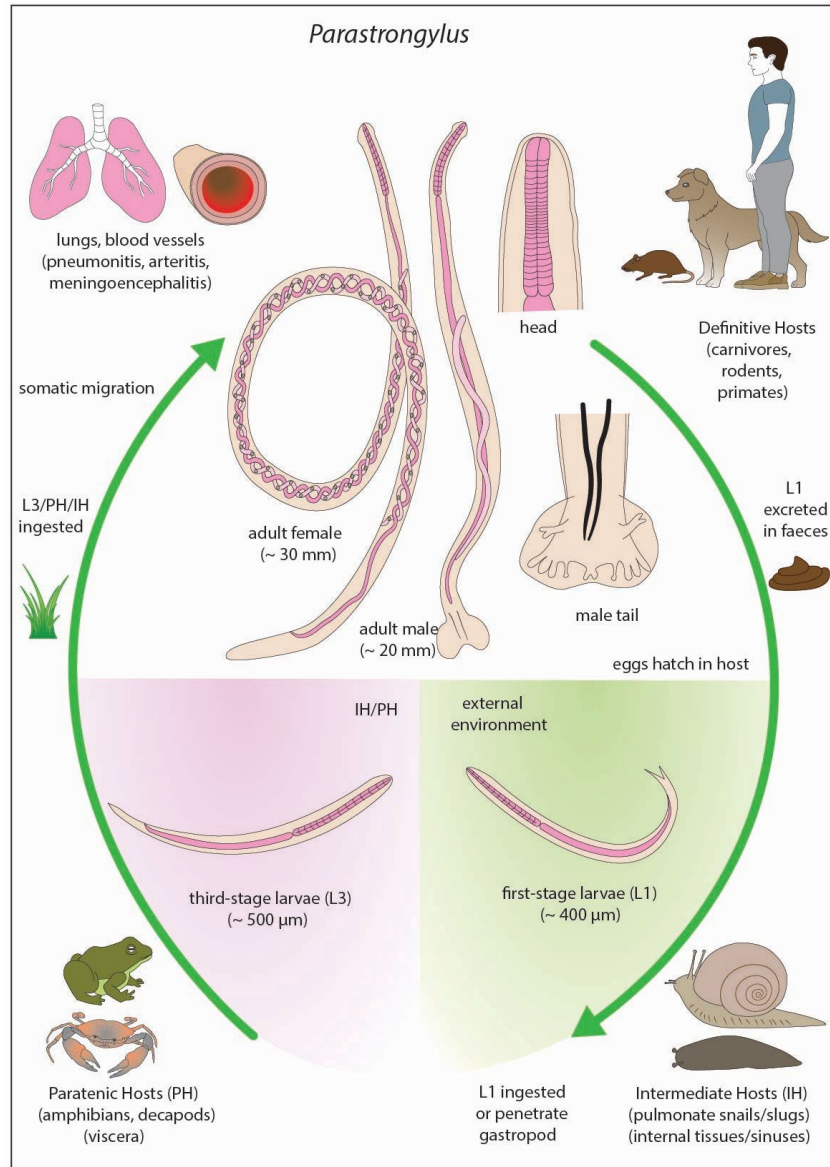 Parastrongylus
lungs, blood vessels
(pneumonitis, arteritis,
meningoencephalitis)
head
Definitive Hosts
(carnivores,
rodents,
primates)
somatic migration
L3/PH/IH
ingested
adult female
(~ 30 mm)
adult male
(~ 20 mm)
male tail
L1
excreted
in faeces
eggs hatch in host
IH/PH
external
environment
third-stage larvae (L3)
(~ 500 µm)
first-stage larvae (L1)
(~ 400 µm)
Paratenic Hosts (PH)
(amphibians, decapods)
(viscera)
L1 ingested
or penetrate
gastropod
Intermediate Hosts (IH)
(pulmonate snails/slugs)
(internal tissues/sinuses)